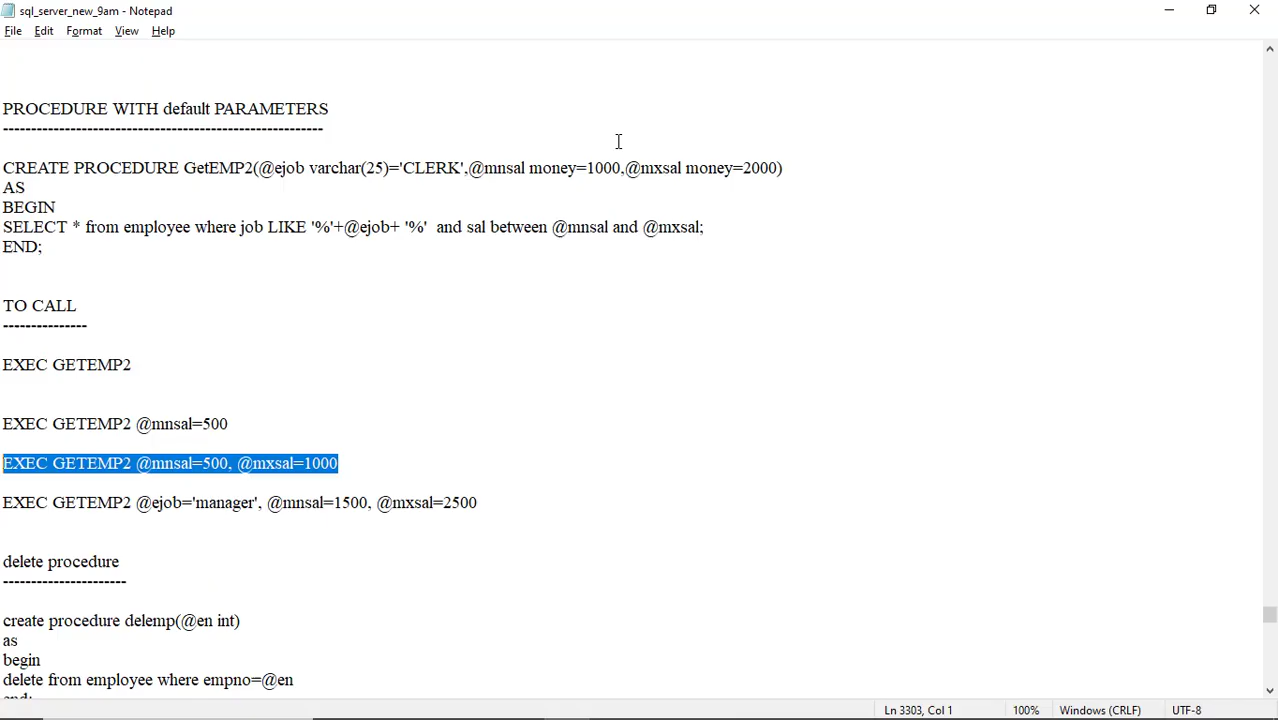 sql_server_new_9am - Notepad
File Edit Format View Help
PROCEDURE WITH default PARAMETERS
---------------------------------------------------------
CREATE PROCEDURE GetEMP2(@ejob varchar(25)='CLERK',@mnsal money=1000,@mxsal money=2000)
AS
BEGIN
SELECT * from employee where job LIKE '%'+@ejob+ '%'  and sal between @mnsal and @mxsal;
END;
TO CALL
---------------
EXEC GETEMP2
EXEC GETEMP2 @mnsal=500
EXEC GETEMP2 @mnsal=500, @mxsal=1000
EXEC GETEMP2 @ejob='manager', @mnsal=1500, @mxsal=2500
delete procedure
----------------------
create procedure delemp(@en int)
as
begin
delete from employee where empno=@en
end;
Ln 3303, Col 1 100% Windows (CRLF) UTF-8